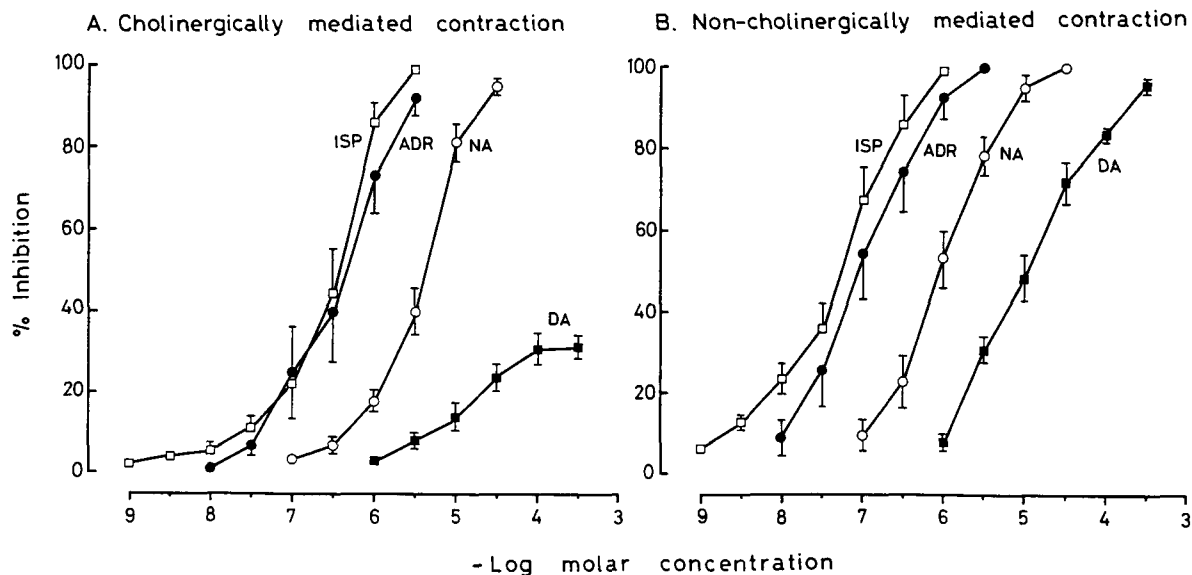 A. Cholinergically mediated contraction
B. Non-cholinergically mediated contraction
% Inhibition
100
80
60
40
20
0
ISP
ADR
NA
DA
9 8 7 6 5 4 3
100
80
60
40
20
0
ISP
ADR
NA
DA
9 8 7 6 5 4 3
-Log molar concentration